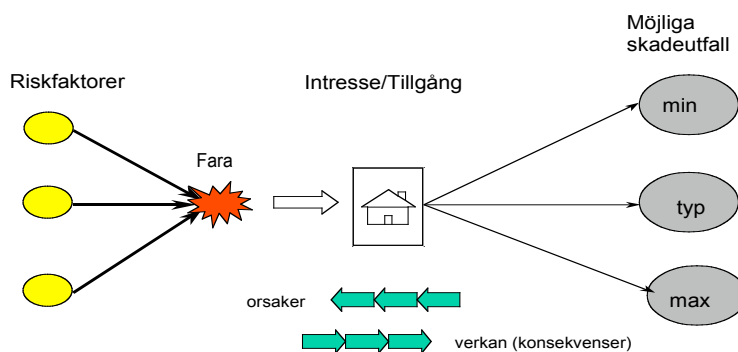 Möjliga
skadeutfall
Riskfaktorer
Intresse/Tillgång
min
Fara
typ
max
orsaker
verkan (konsekvenser)